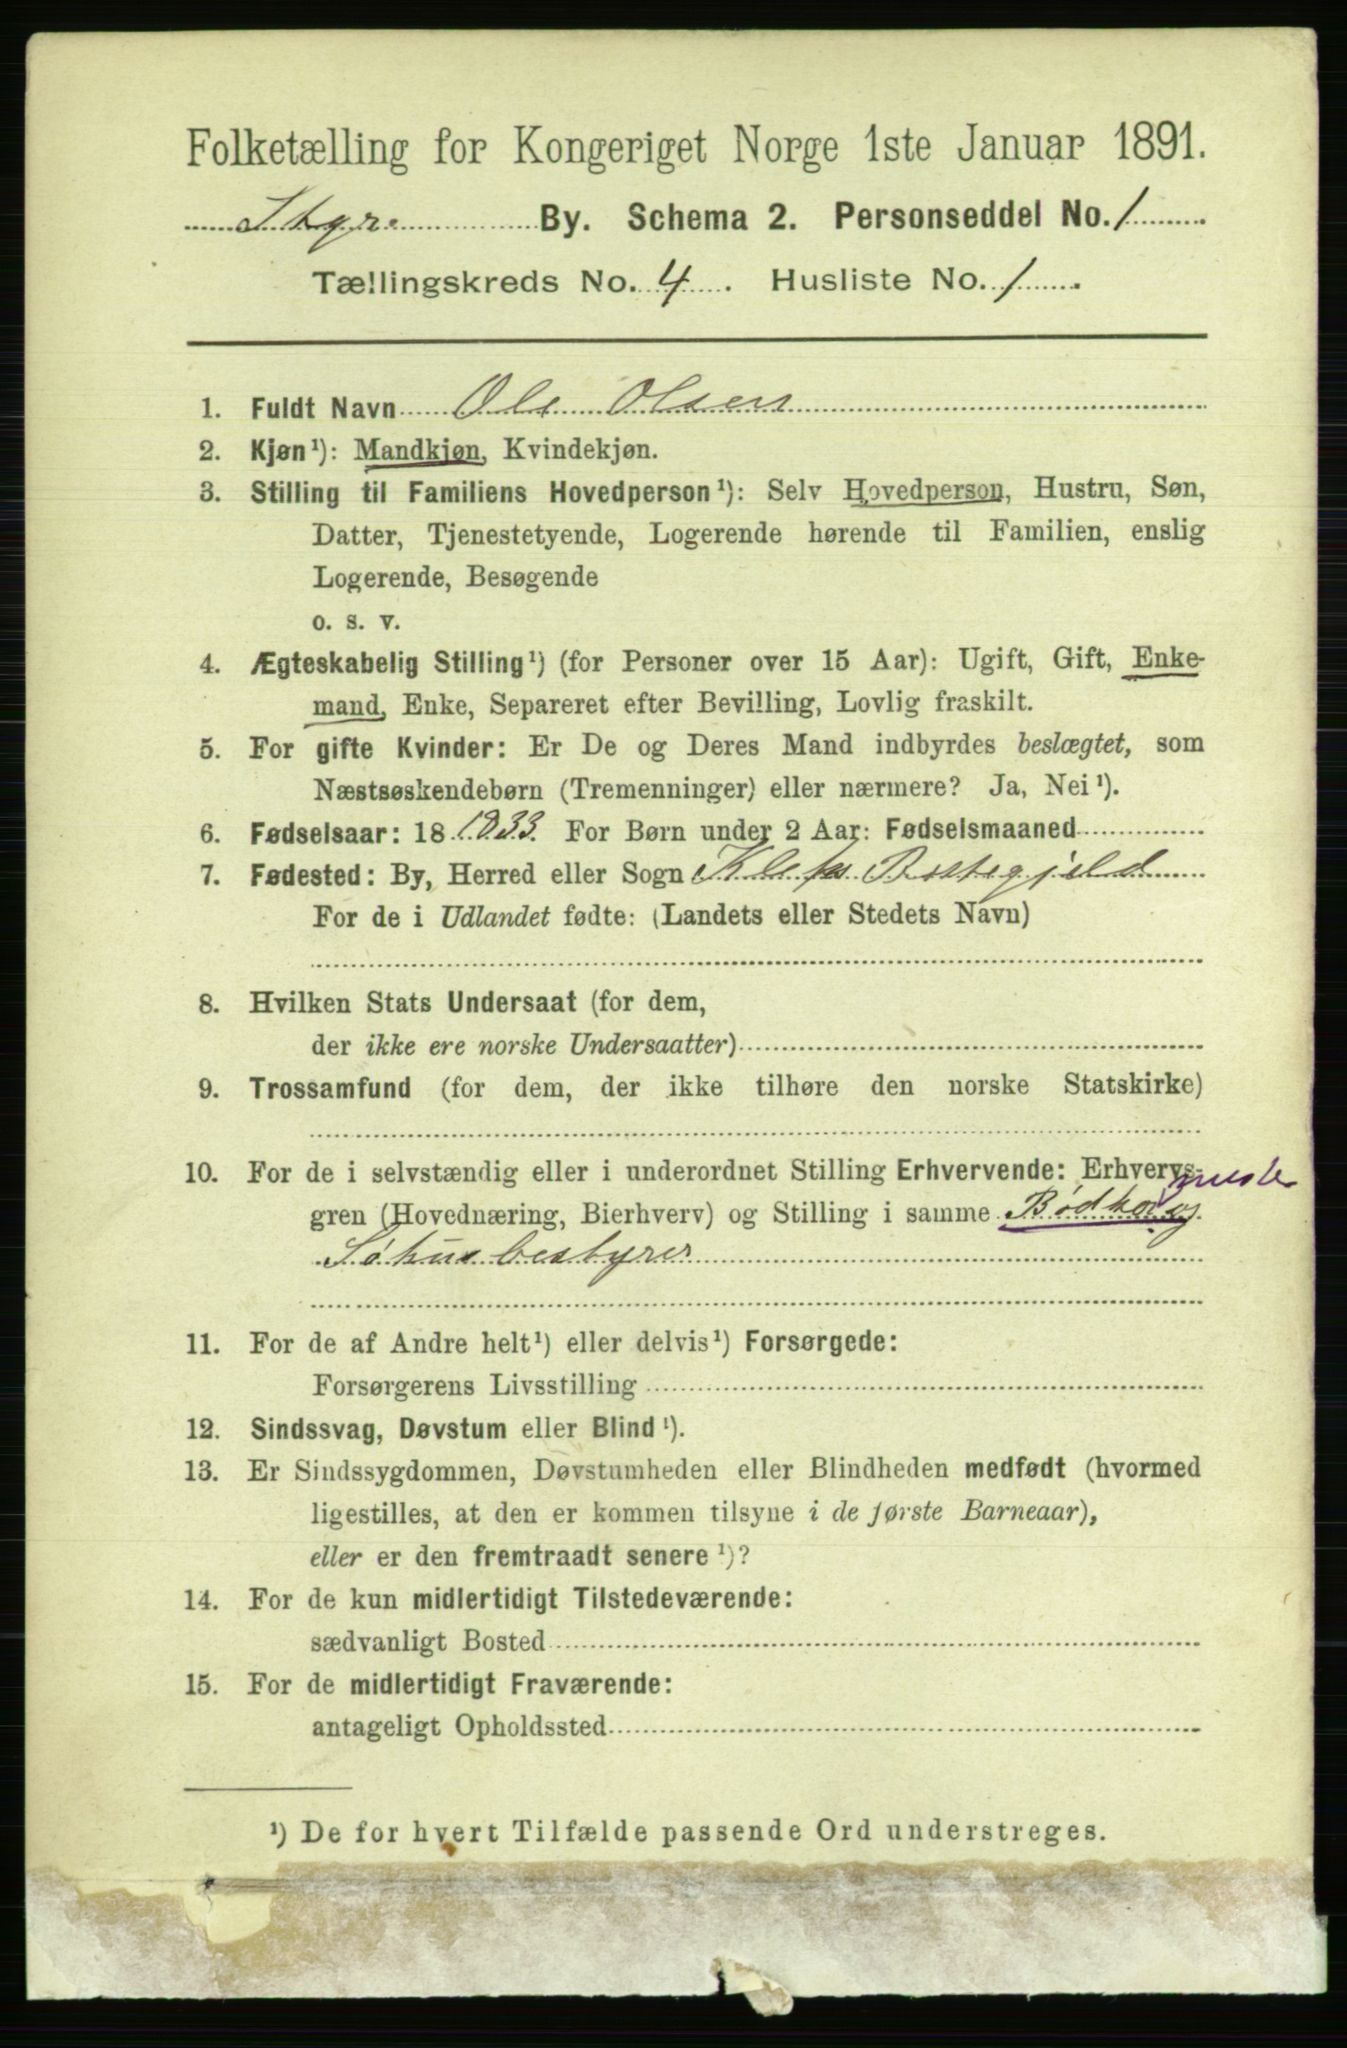 Folketælling for Kongeriget Norge 1ste Januar 1891.
By. Schema 2. Personseddel No. 1
Tællingskreds No. 4. Husliste No. 1.
1. Fuldt Navn Ole Olsen
2. Kjøn¹): Mandkjøn, Kvindekjøn.
3. Stilling til Familiens Hovedperson¹): Selv Hovedperson, Hustru, Søn,
Datter, Tjenestetyende, Logerende hørende til Familien, enslig
Logerende, Besøgende
o. s. v.
4. Ægteskabelig Stilling¹) (for Personer over 15 Aar): Ugift, Gift, Enke-
mand, Enke, Separeret efter Bevilling, Lovlig fraskilt.
5. For gifte Kvinder: Er De og Deres Mand indbyrdes beslægtet, som
Næstsøskendebørn (Tremenninger) eller nærmere? Ja, Nei¹).
6. Fødselsaar: 18 1833. For Børn under 2 Aar: Fødselsmaaned
7. Fødested: By, Herred eller Sogn Præstegjeld
For de i Udlandet fødte: (Landets eller Stedets Navn)
8. Hvilken Stats Undersaat (for dem,
der ikke ere norske Undersaatter)
9. Trossamfund (for dem, der ikke tilhøre den norske Statskirke)
10. For de i selvstændig eller i underordnet Stilling Erhvervende: Erhvervs-
mester
gren (Hovednæring, Bierhverv) og Stilling i samme Bødker og
Søhusbestyrer
11. For de af Andre helt¹) eller delvis¹) Forsørgede:
Forsørgerens Livsstilling
12. Sindssvag, Døvstum eller Blind¹).
13. Er Sindssygdommen, Døvstumheden eller Blindheden medfødt (hvormed
ligestilles, at den er kommen tilsyne i de første Barneaar),
eller er den fremtraadt senere¹)?
14. For de kun midlertidigt Tilstedeværende:
sædvanligt Bosted
15. For de midlertidigt Fraværende:
antageligt Opholdssted
¹) De for hvert Tilfælde passende Ord understreges.